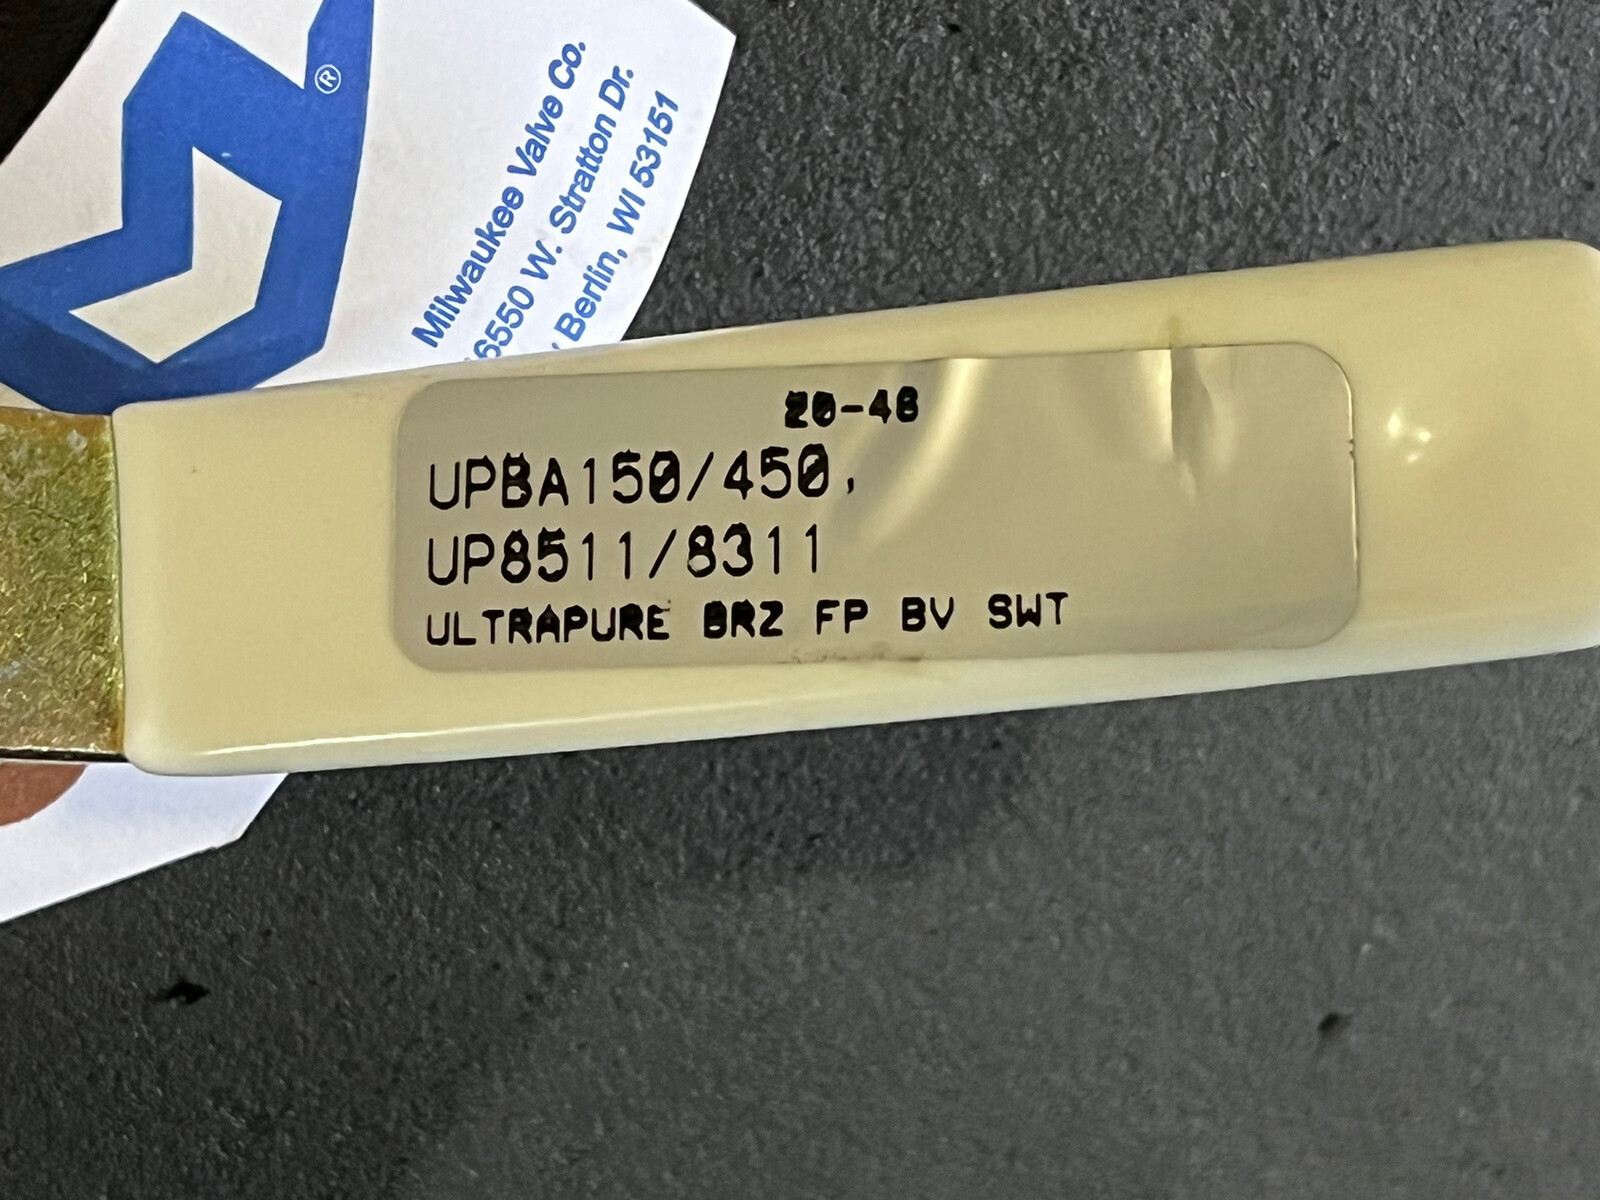 ®
Milwaukee Valve Co.
16550 W. Stratton Dr.
Berlin, WI 53151
20-48
UPBA150/450,
UP8511/8311
ULTRAPURE BRZ FP BV SWT